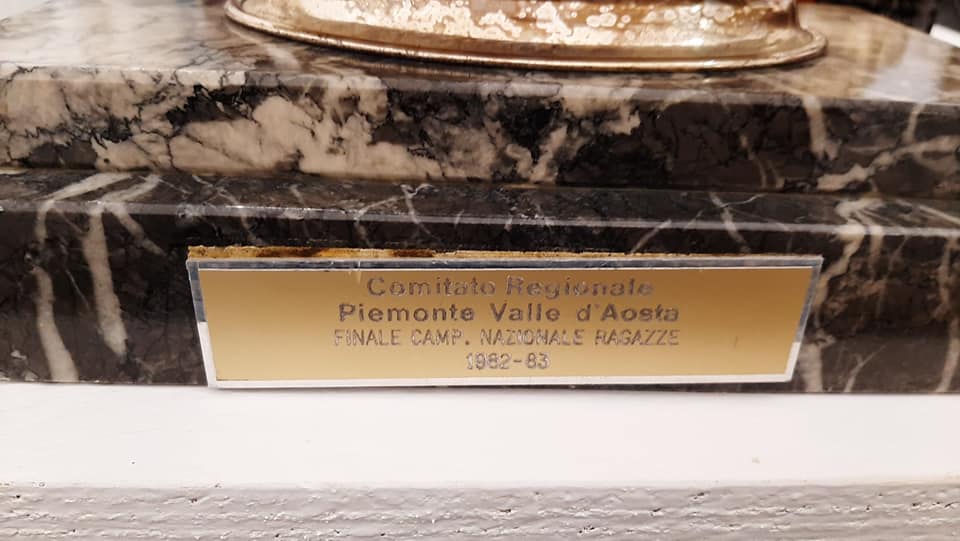 Comitato Regionale
Piemonte Valle d'Aosta
FINALE CAMP. NAZIONALE RAGAZZE
1982-83